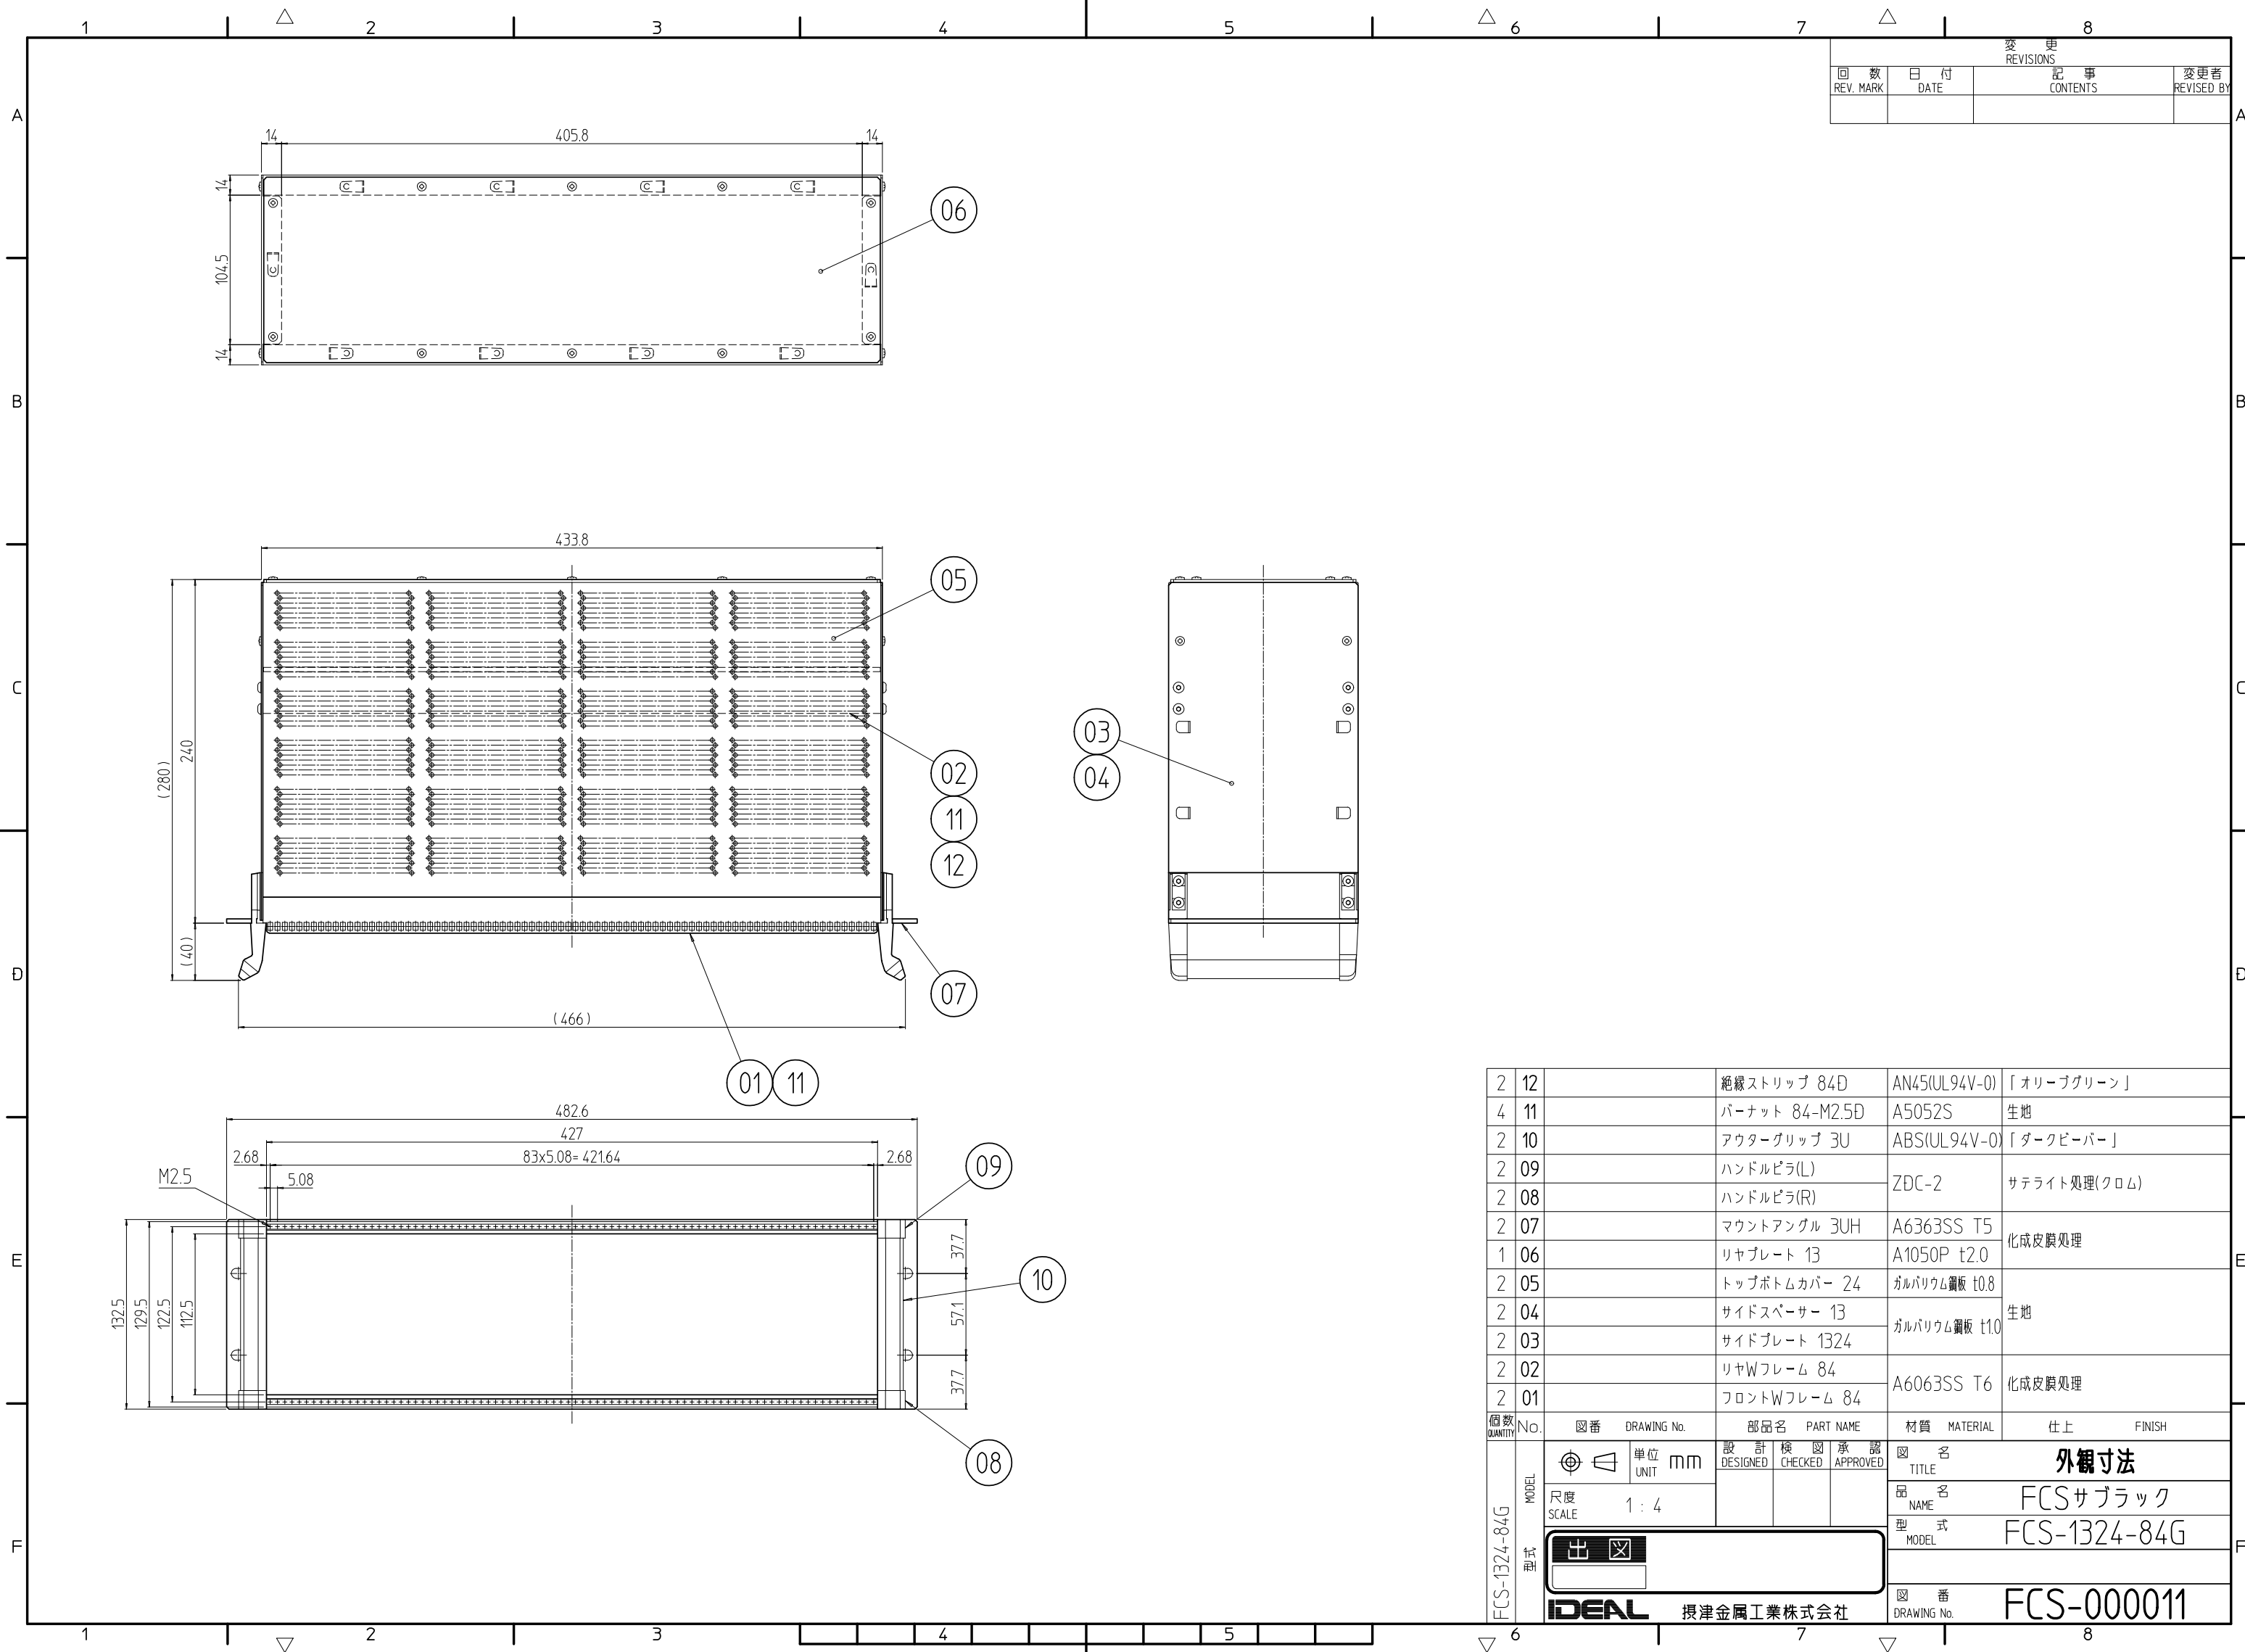 1 2 3 4 5 6 7 8
A
B
C
D
E
F
変更
REVISIONS
回数 日付 記事 変更者
REV. MARK DATE CONTENTS REVISED BY
14 405.8 14
14
104.5
14
06
433.8
05
(280)
240
(40)
02
11
12
07
(466)
01 11
03
04
482.6
427
2.68 83x5.08= 421.64 2.68
M2.5
5.08
09
132.5
129.5
122.5
112.5
37.7
57.1
37.7
10
08
2 12 絶縁ストリップ 84D AN45(UL94V-0) 「オリーブグリーン」
4 11 バーナット 84-M2.5D A5052S 生地
2 10 アウターグリップ 3U ABS(UL94V-0) 「ダークビーバー」
2 09 ハンドルピラ(L) ZDC-2 サテライト処理(クロム)
2 08 ハンドルピラ(R)
2 07 マウントアングル 3UH A6363SS T5 化成皮膜処理
1 06 リヤプレート 13 A1050P t2.0
2 05 トップボトムカバー 24 ガルバリウム鋼板 t0.8 生地
2 04 サイドスペーサー 13 ガルバリウム鋼板 t1.0
2 03 サイドプレート 1324
2 02 リヤWフレーム 84 A6063SS T6 化成皮膜処理
2 01 フロントWフレーム 84
個数 QUANTITY No. 図番 DRAWING No. 部品名 PART NAME 材質 MATERIAL 仕上 FINISH
FCS-1324-84G
型式 MODEL
単位 UNIT mm
尺度 SCALE 1 : 4
設計 検図 承認
DESIGNED CHECKED APPROVED
図名 TITLE 外観寸法
品名 NAME FCSサブラック
型式 MODEL FCS-1324-84G
出図
IDEAL 摂津金属工業株式会社
図番 DRAWING No. FCS-000011
1 2 3 4 5 6 7 8
A
B
C
D
E
F